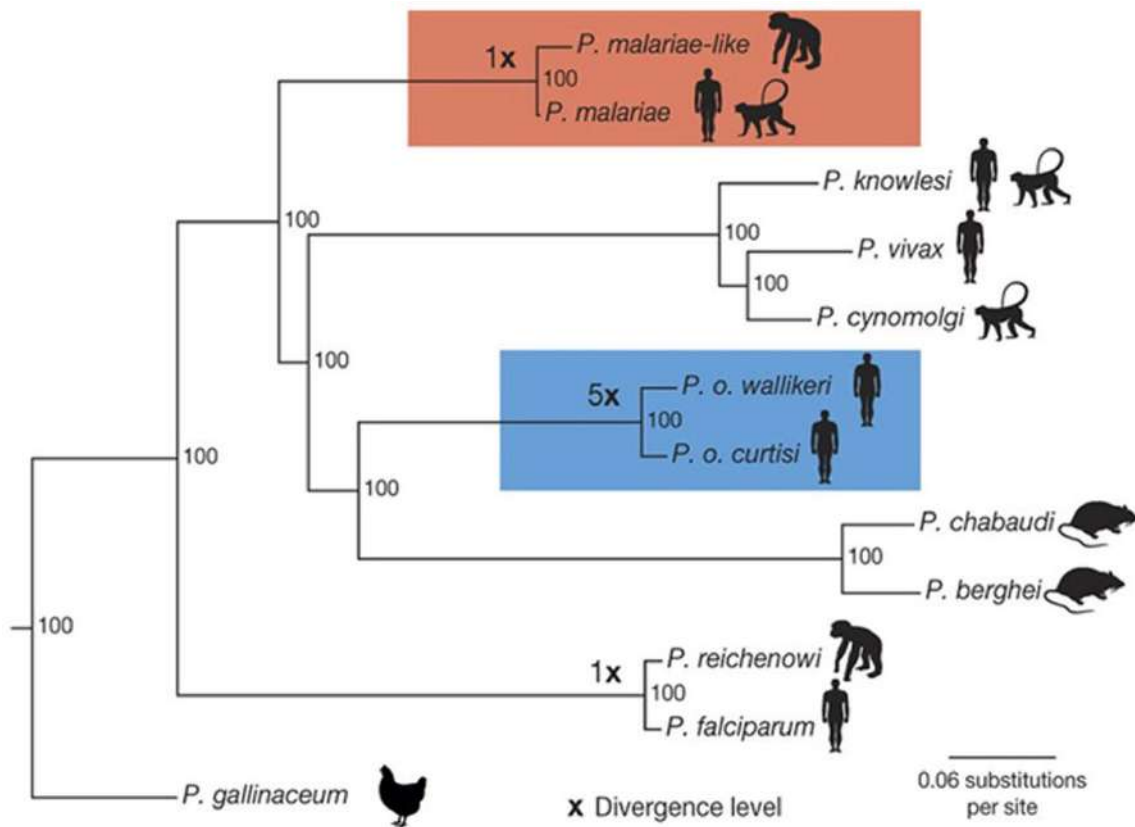 1x
P. malariae-like
100
P. malariae
P. knowlesi
100
100
P. vivax
100
P. cynomolgi
100
5x
P. o. wallikeri
100
P. o. curtisi
100
100
P. chabaudi
100
P. berghei
100
P. reichenowi
1x
100
P. falciparum
P. gallinaceum
x Divergence level
0.06 substitutions
per site